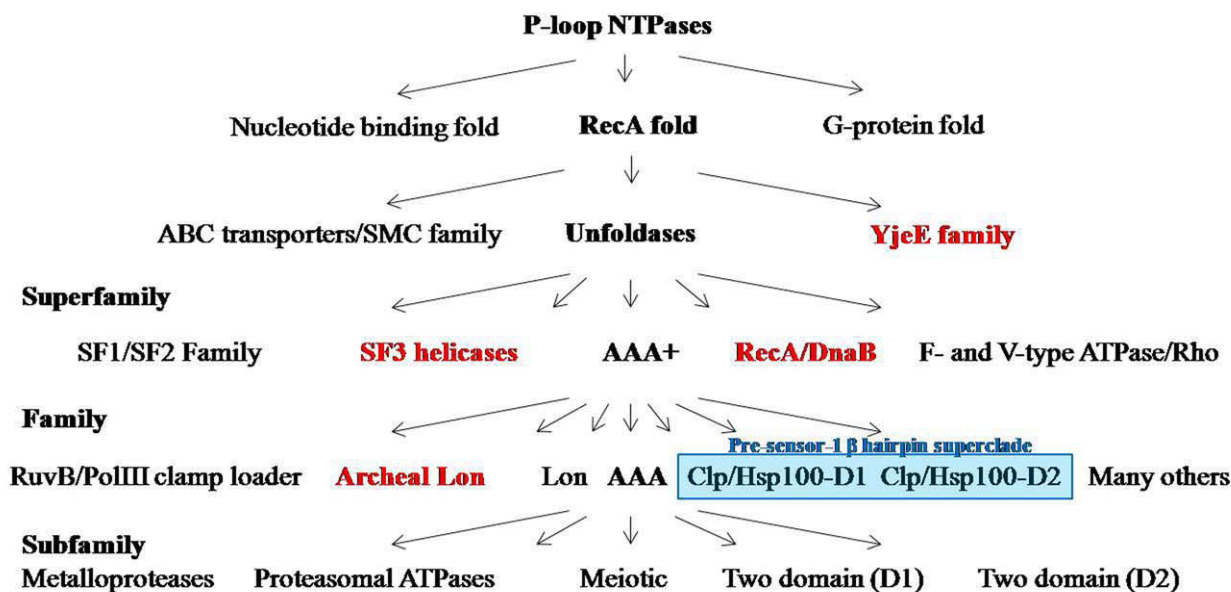 P-loop NTPases
Nucleotide binding fold RecA fold G-protein fold
ABC transporters/SMC family Unfoldases YjeE family
Superfamily
SF1/SF2 Family SF3 helicases AAA+ RecA/DnaB F- and V-type ATPase/Rho
Family
Pre-sensor-1 β hairpin superclade
RuvB/PolIII clamp loader Archeal Lon Lon AAA Clp/Hsp100-D1 Clp/Hsp100-D2 Many others
Subfamily
Metalloproteases Proteasomal ATPases Meiotic Two domain (D1) Two domain (D2)